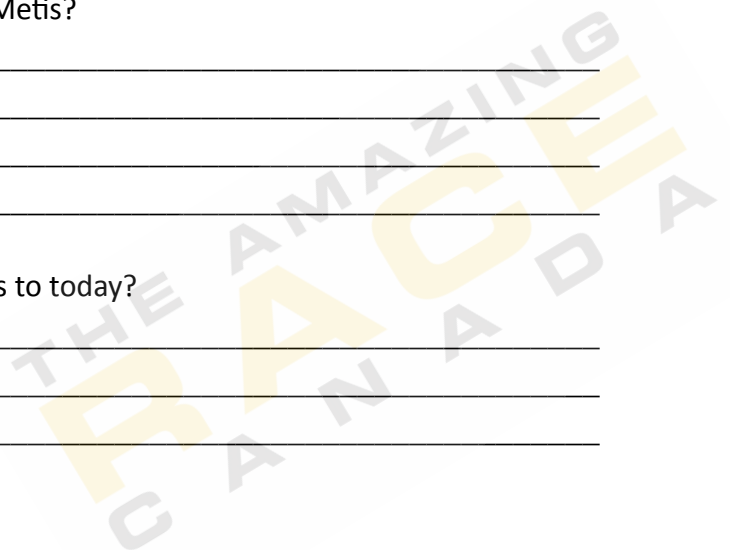 Metis?
s to today?
THE AMAZING
RACE
CANADA